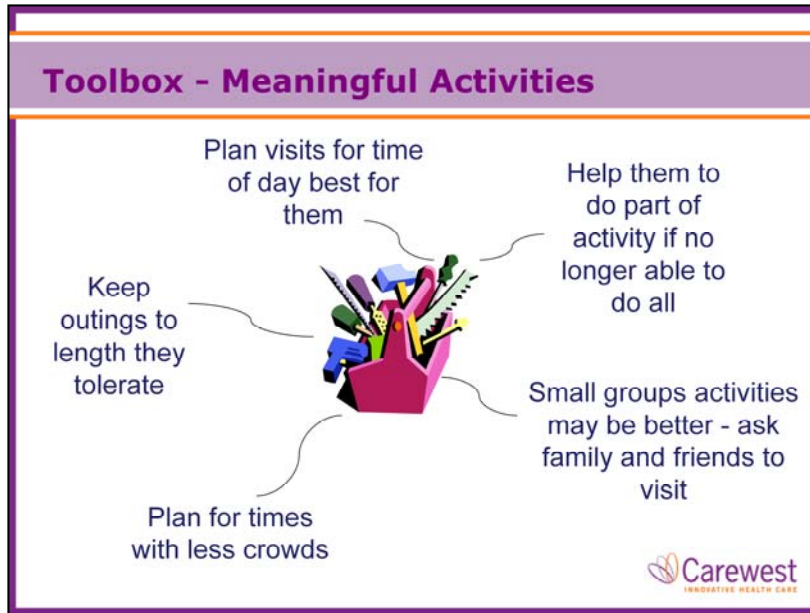 Toolbox - Meaningful Activities
Plan visits for time
of day best for
them
Help them to
do part of
activity if no
longer able to
do all
Keep
outings to
length they
tolerate
Small groups activities
may be better - ask
family and friends to
visit
Plan for times
with less crowds
Carewest
INNOVATIVE HEALTH CARE